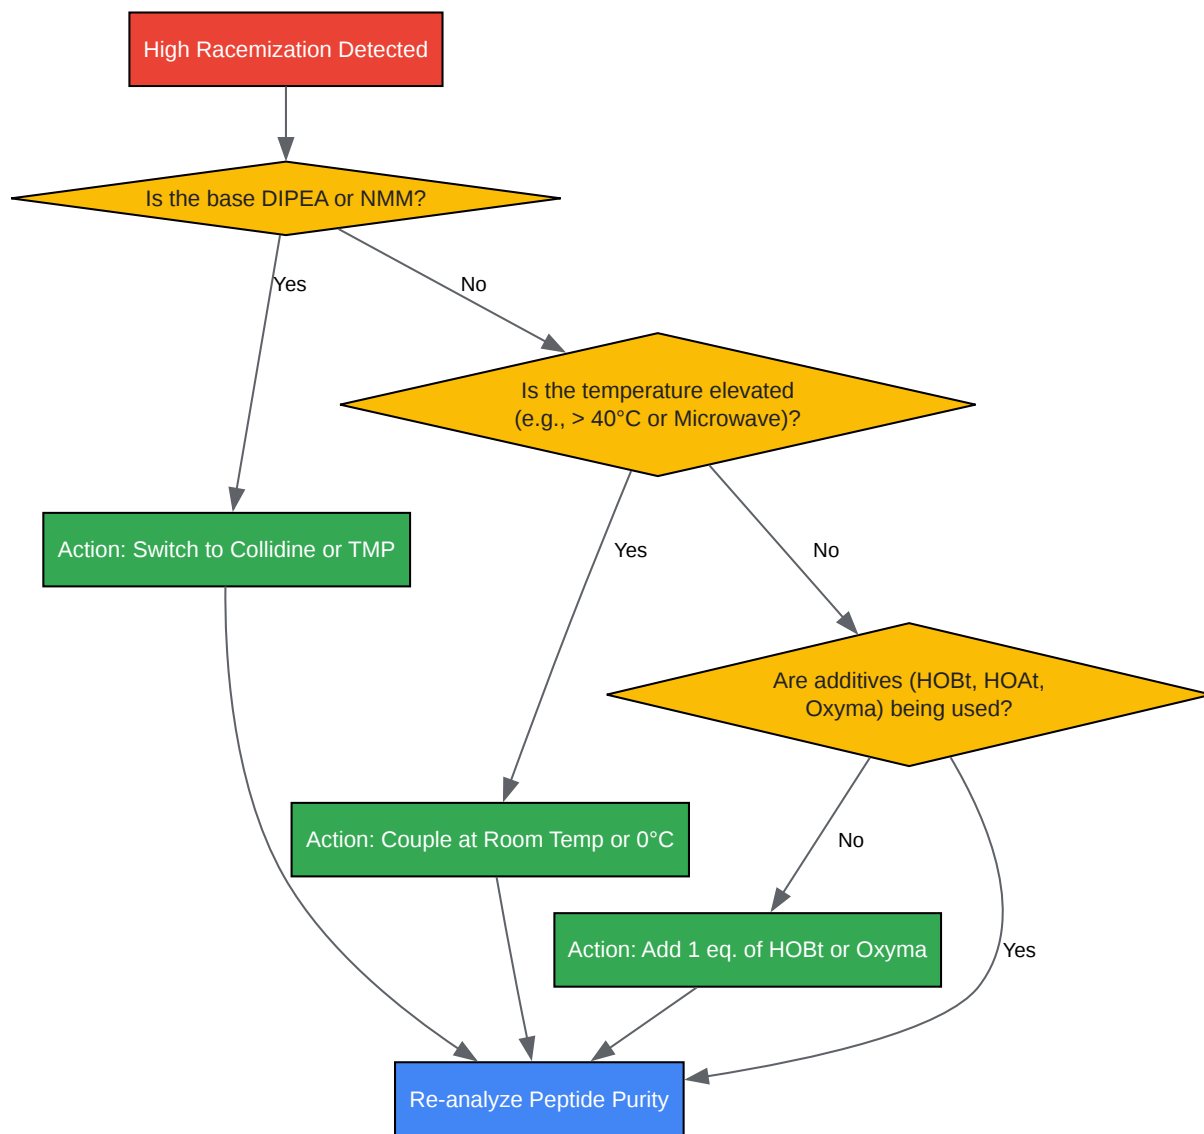 High Racemization Detected
Is the base DIPEA or NMM?
Yes
No
Is the temperature elevated
(e.g., > 40°C or Microwave)?
Action: Switch to Collidine or TMP
Yes
No
Are additives (HOBt, HOAt,
Oxyma) being used?
Action: Couple at Room Temp or 0°C
No
Action: Add 1 eq. of HOBt or Oxyma
Yes
Re-analyze Peptide Purity